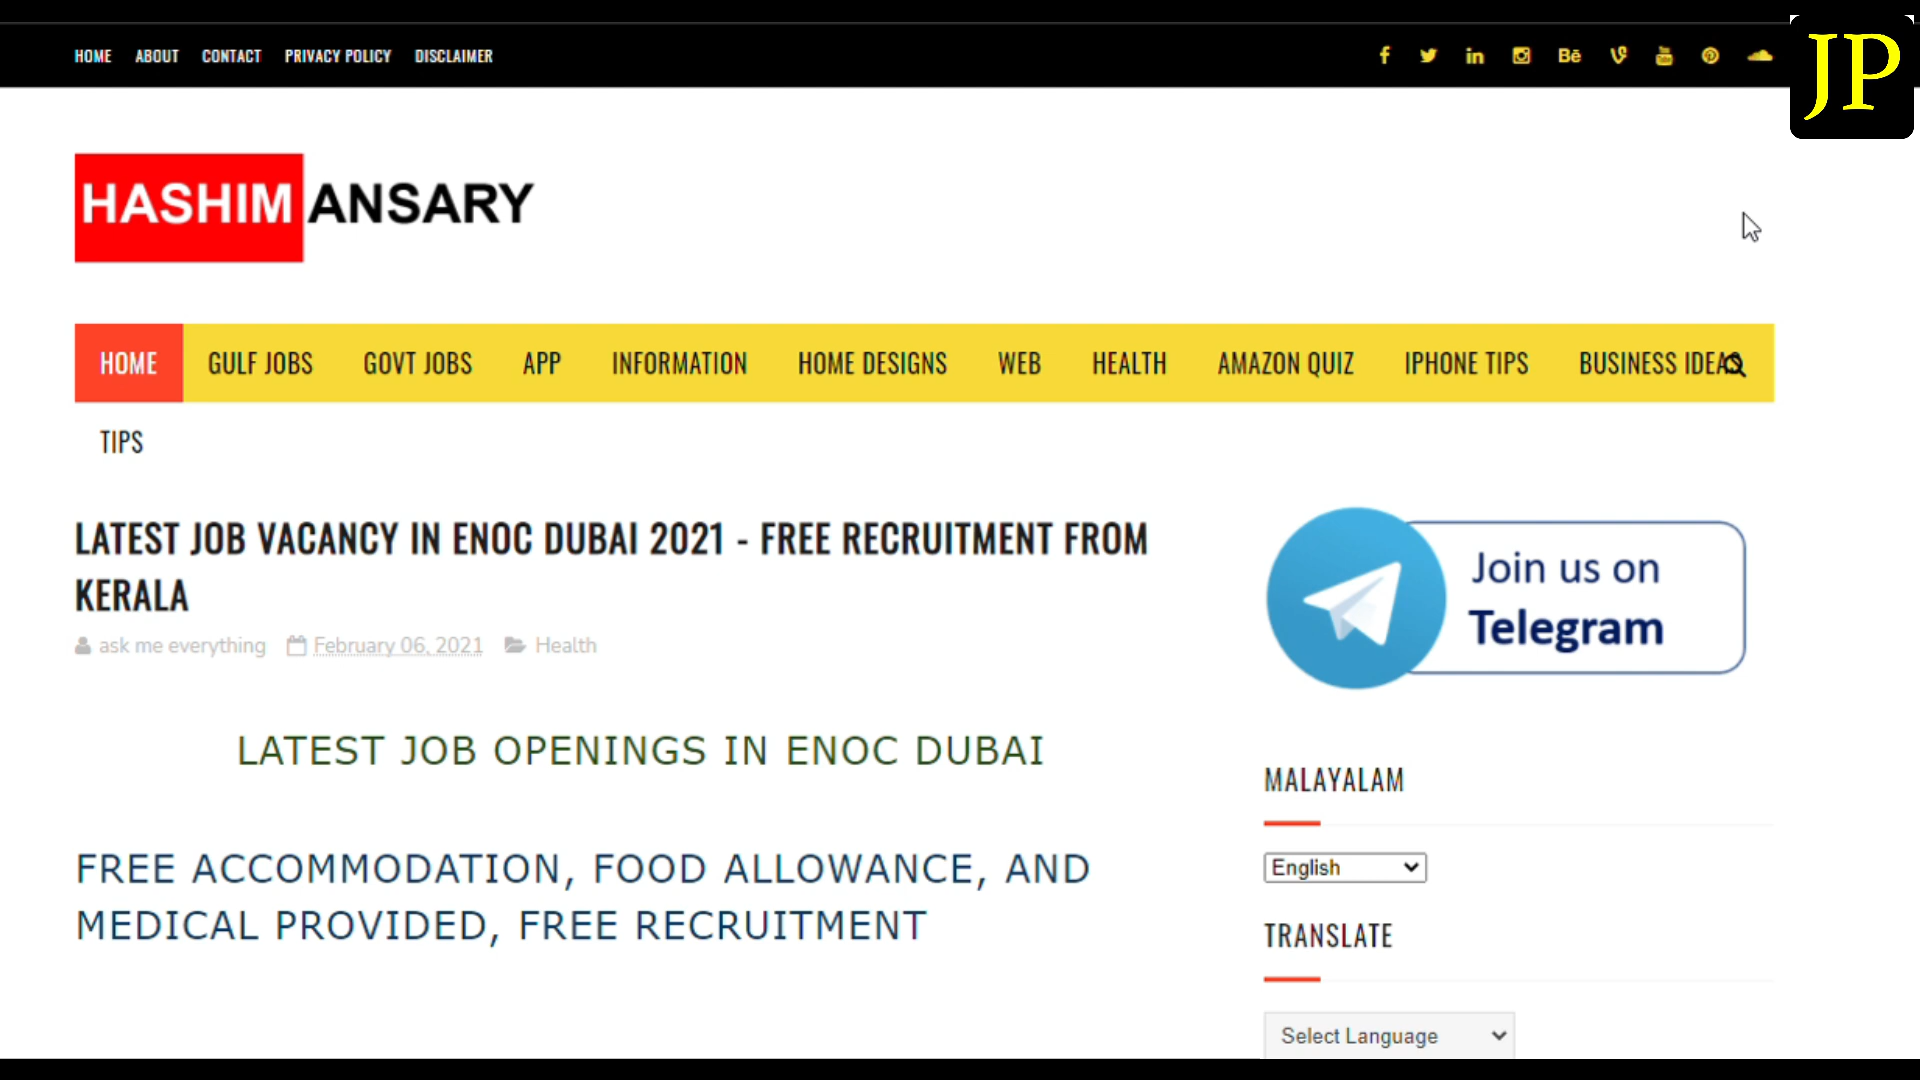 HOME ABOUT CONTACT PRIVACY POLICY DISCLAIMER
JP
HASHIM ANSARY
HOME GULF JOBS GOVT JOBS APP INFORMATION HOME DESIGNS WEB HEALTH AMAZON QUIZ IPHONE TIPS BUSINESS IDEAS
TIPS
LATEST JOB VACANCY IN ENOC DUBAI 2021 - FREE RECRUITMENT FROM
KERALA
ask me everything February 06, 2021 Health
LATEST JOB OPENINGS IN ENOC DUBAI
FREE ACCOMMODATION, FOOD ALLOWANCE, AND
MEDICAL PROVIDED, FREE RECRUITMENT
Join us on
Telegram
MALAYALAM
English
TRANSLATE
Select Language